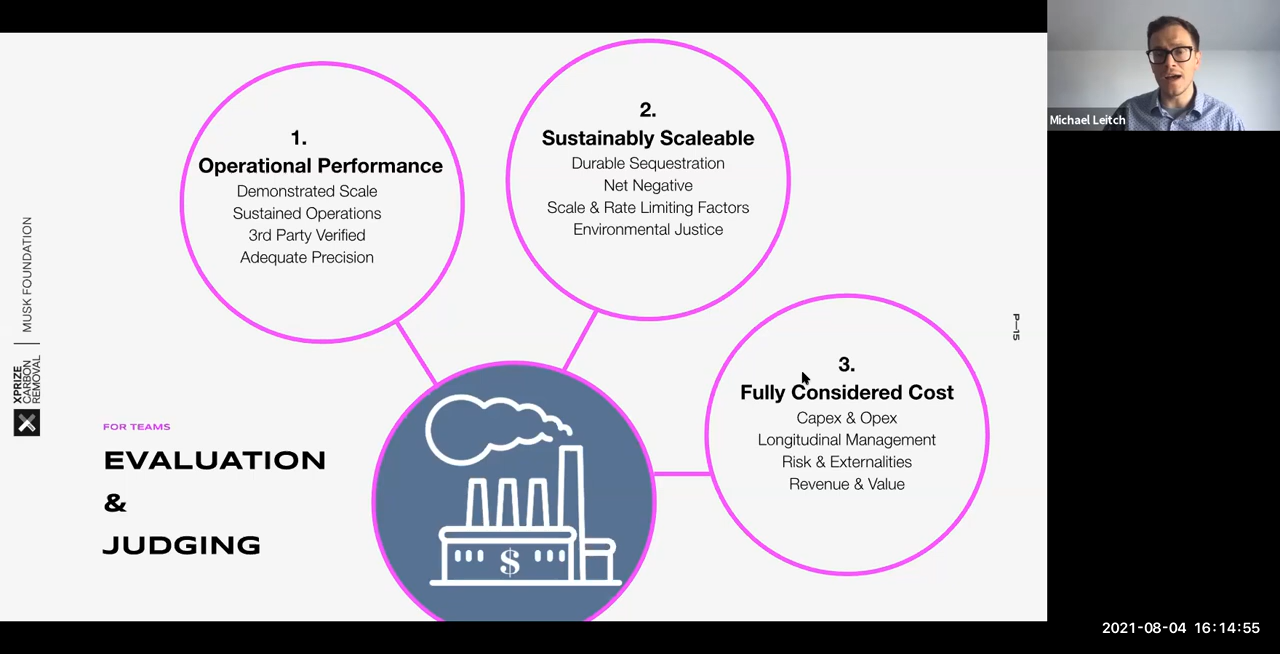 1.
Operational Performance
Demonstrated Scale
Sustained Operations
3rd Party Verified
Adequate Precision
2.
Sustainably Scaleable
Durable Sequestration
Net Negative
Scale & Rate Limiting Factors
Environmental Justice
3.
Fully Considered Cost
Capex & Opex
Longitudinal Management
Risk & Externalities
Revenue & Value
$
FOR TEAMS
EVALUATION
&
JUDGING
XPRIZE
CARBON
REMOVAL
MUSK FOUNDATION
P—15
Michael Leitch
2021-08-04 16:14:55